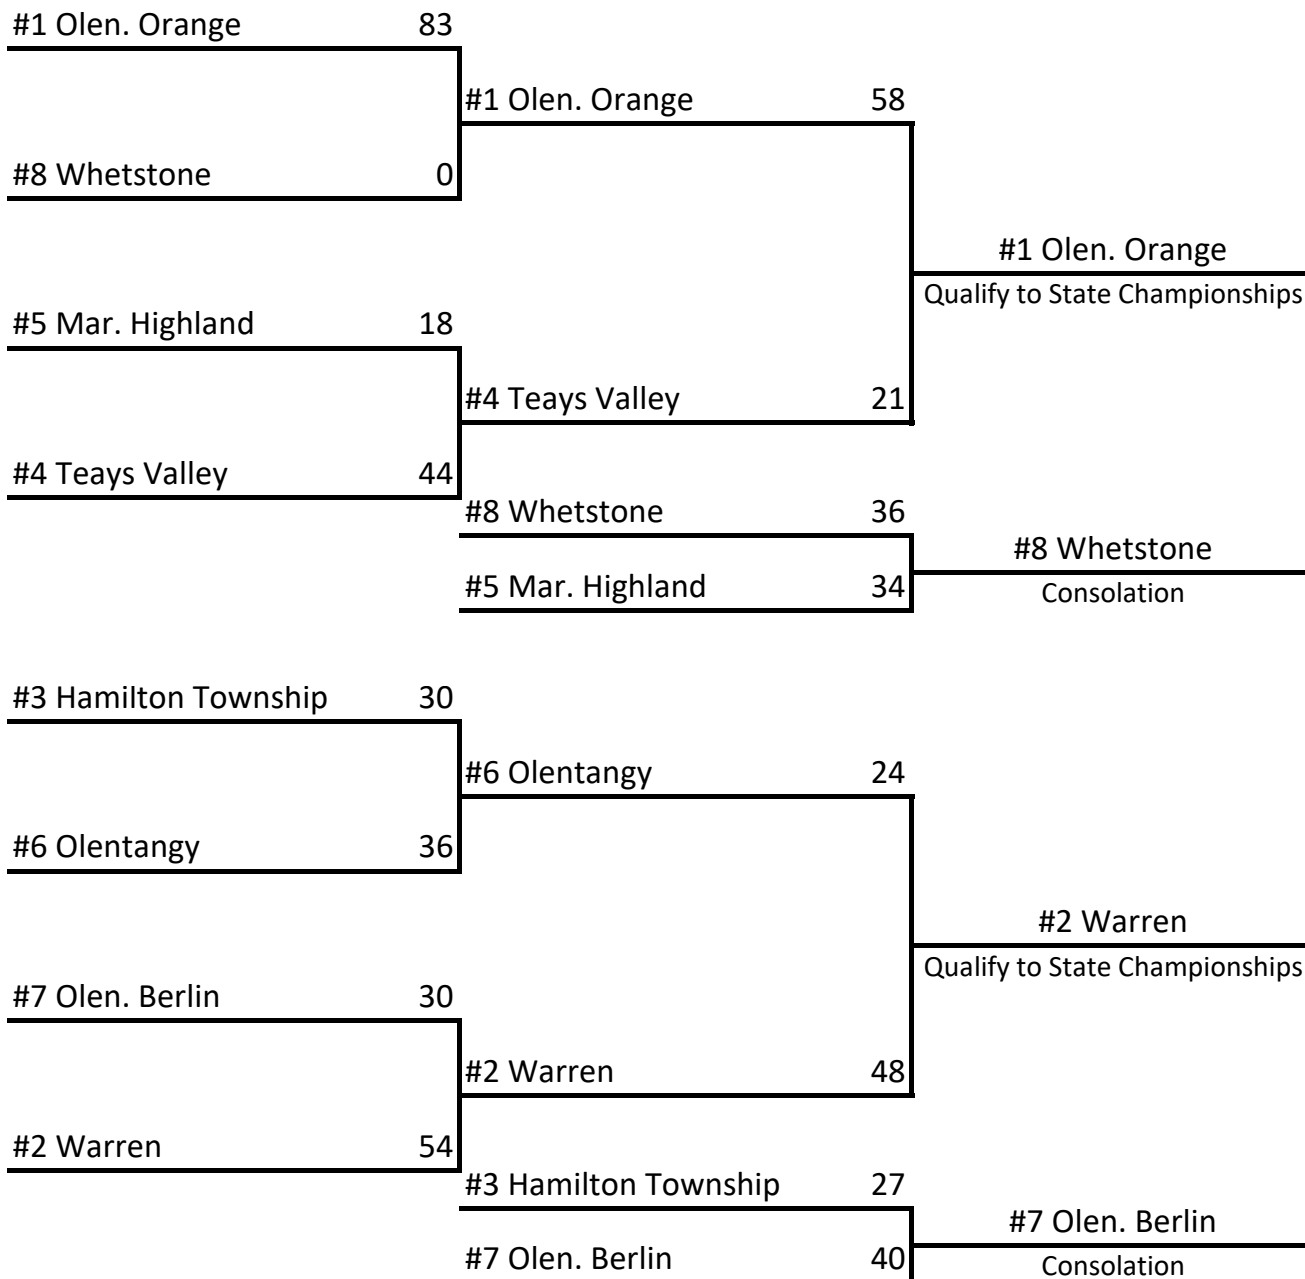 #1 Olen. Orange 83
#1 Olen. Orange 58
#8 Whetstone 0
#1 Olen. Orange
Qualify to State Championships
#5 Mar. Highland 18
#4 Teays Valley 21
#4 Teays Valley 44
#8 Whetstone 36
#8 Whetstone
#5 Mar. Highland 34
Consolation
#3 Hamilton Township 30
#6 Olentangy 24
#6 Olentangy 36
#2 Warren
Qualify to State Championships
#7 Olen. Berlin 30
#2 Warren 48
#2 Warren 54
#3 Hamilton Township 27
#7 Olen. Berlin
#7 Olen. Berlin 40
Consolation